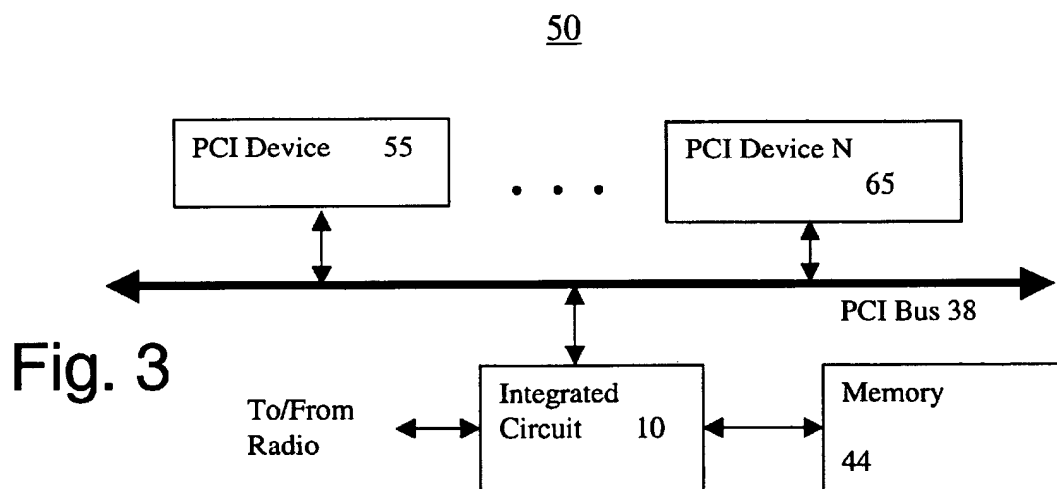 50
PCI Device 55
PCI Device N
65
. . .
PCI Bus 38
Fig. 3
To/From
Radio
Integrated
Circuit 10
Memory
44